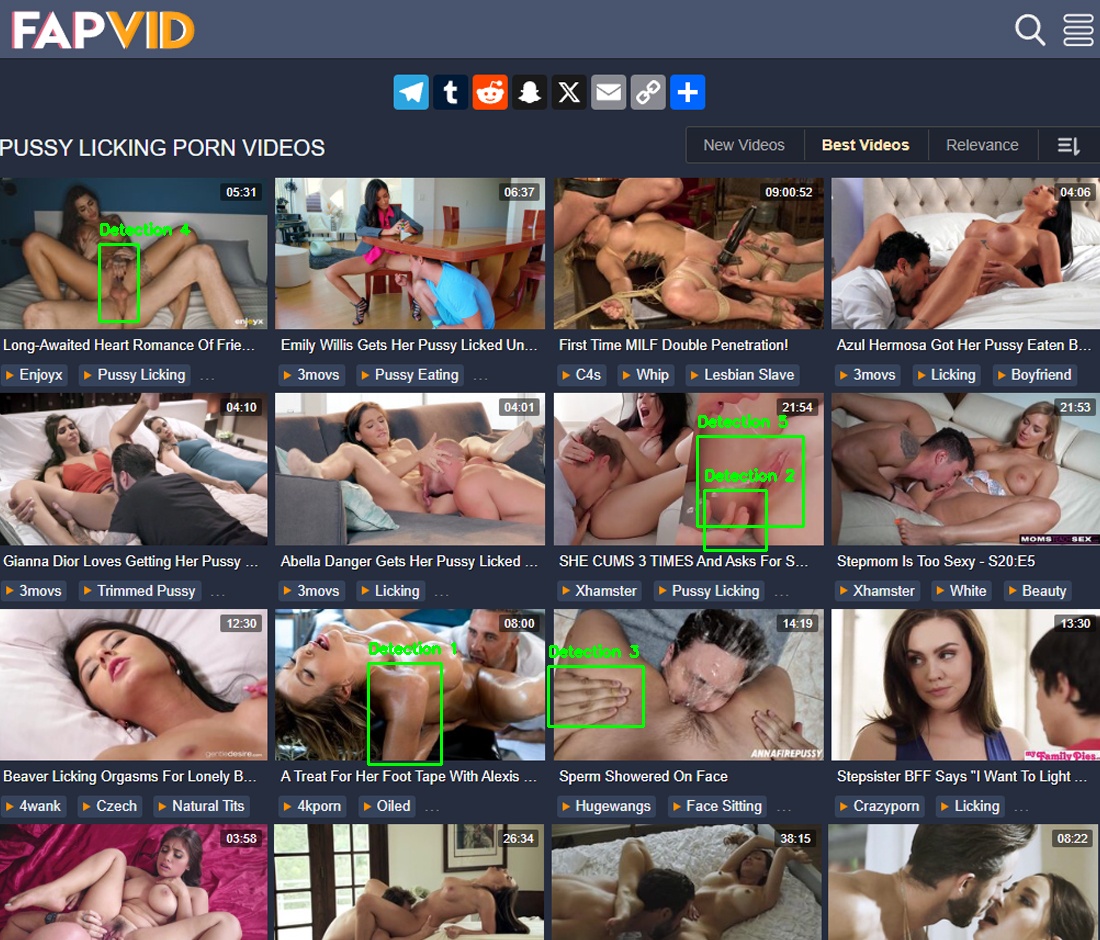 FAPVID
PUSSY LICKING PORN VIDEOS
New Videos
Best Videos
Relevance
05:31
Detection 4
enjoyx
06:37
09:00:52
04:06
Long-Awaited Heart Romance Of Frie...
Emily Willis Gets Her Pussy Licked Un...
First Time MILF Double Penetration!
Azul Hermosa Got Her Pussy Eaten B...
Enjoyx
Pussy Licking
...
3movs
Pussy Eating
...
C4s
Whip
Lesbian Slave
3movs
Licking
Boyfriend
04:10
04:01
21:54
Detection 5
Detection 2
21:53
MOMS SEX.COM
Gianna Dior Loves Getting Her Pussy ...
Abella Danger Gets Her Pussy Licked ...
SHE CUMS 3 TIMES And Asks For S...
Stepmom Is Too Sexy - S20:E5
3movs
Trimmed Pussy
...
3movs
Licking
...
Xhamster
Pussy Licking
...
Xhamster
White
Beauty
12:30
gentledesire.com
08:00
Detection 1
14:19
Detection 3
ANNAFIREPUSSY
13:30
my Family Pies
Beaver Licking Orgasms For Lonely B...
A Treat For Her Foot Tape With Alexis ...
Sperm Showered On Face
Stepsister BFF Says "I Want To Light ...
4wank
Czech
Natural Tits
4kporn
Oiled
...
Hugewangs
Face Sitting
...
Crazyporn
Licking
...
03:58
26:34
38:15
08:22